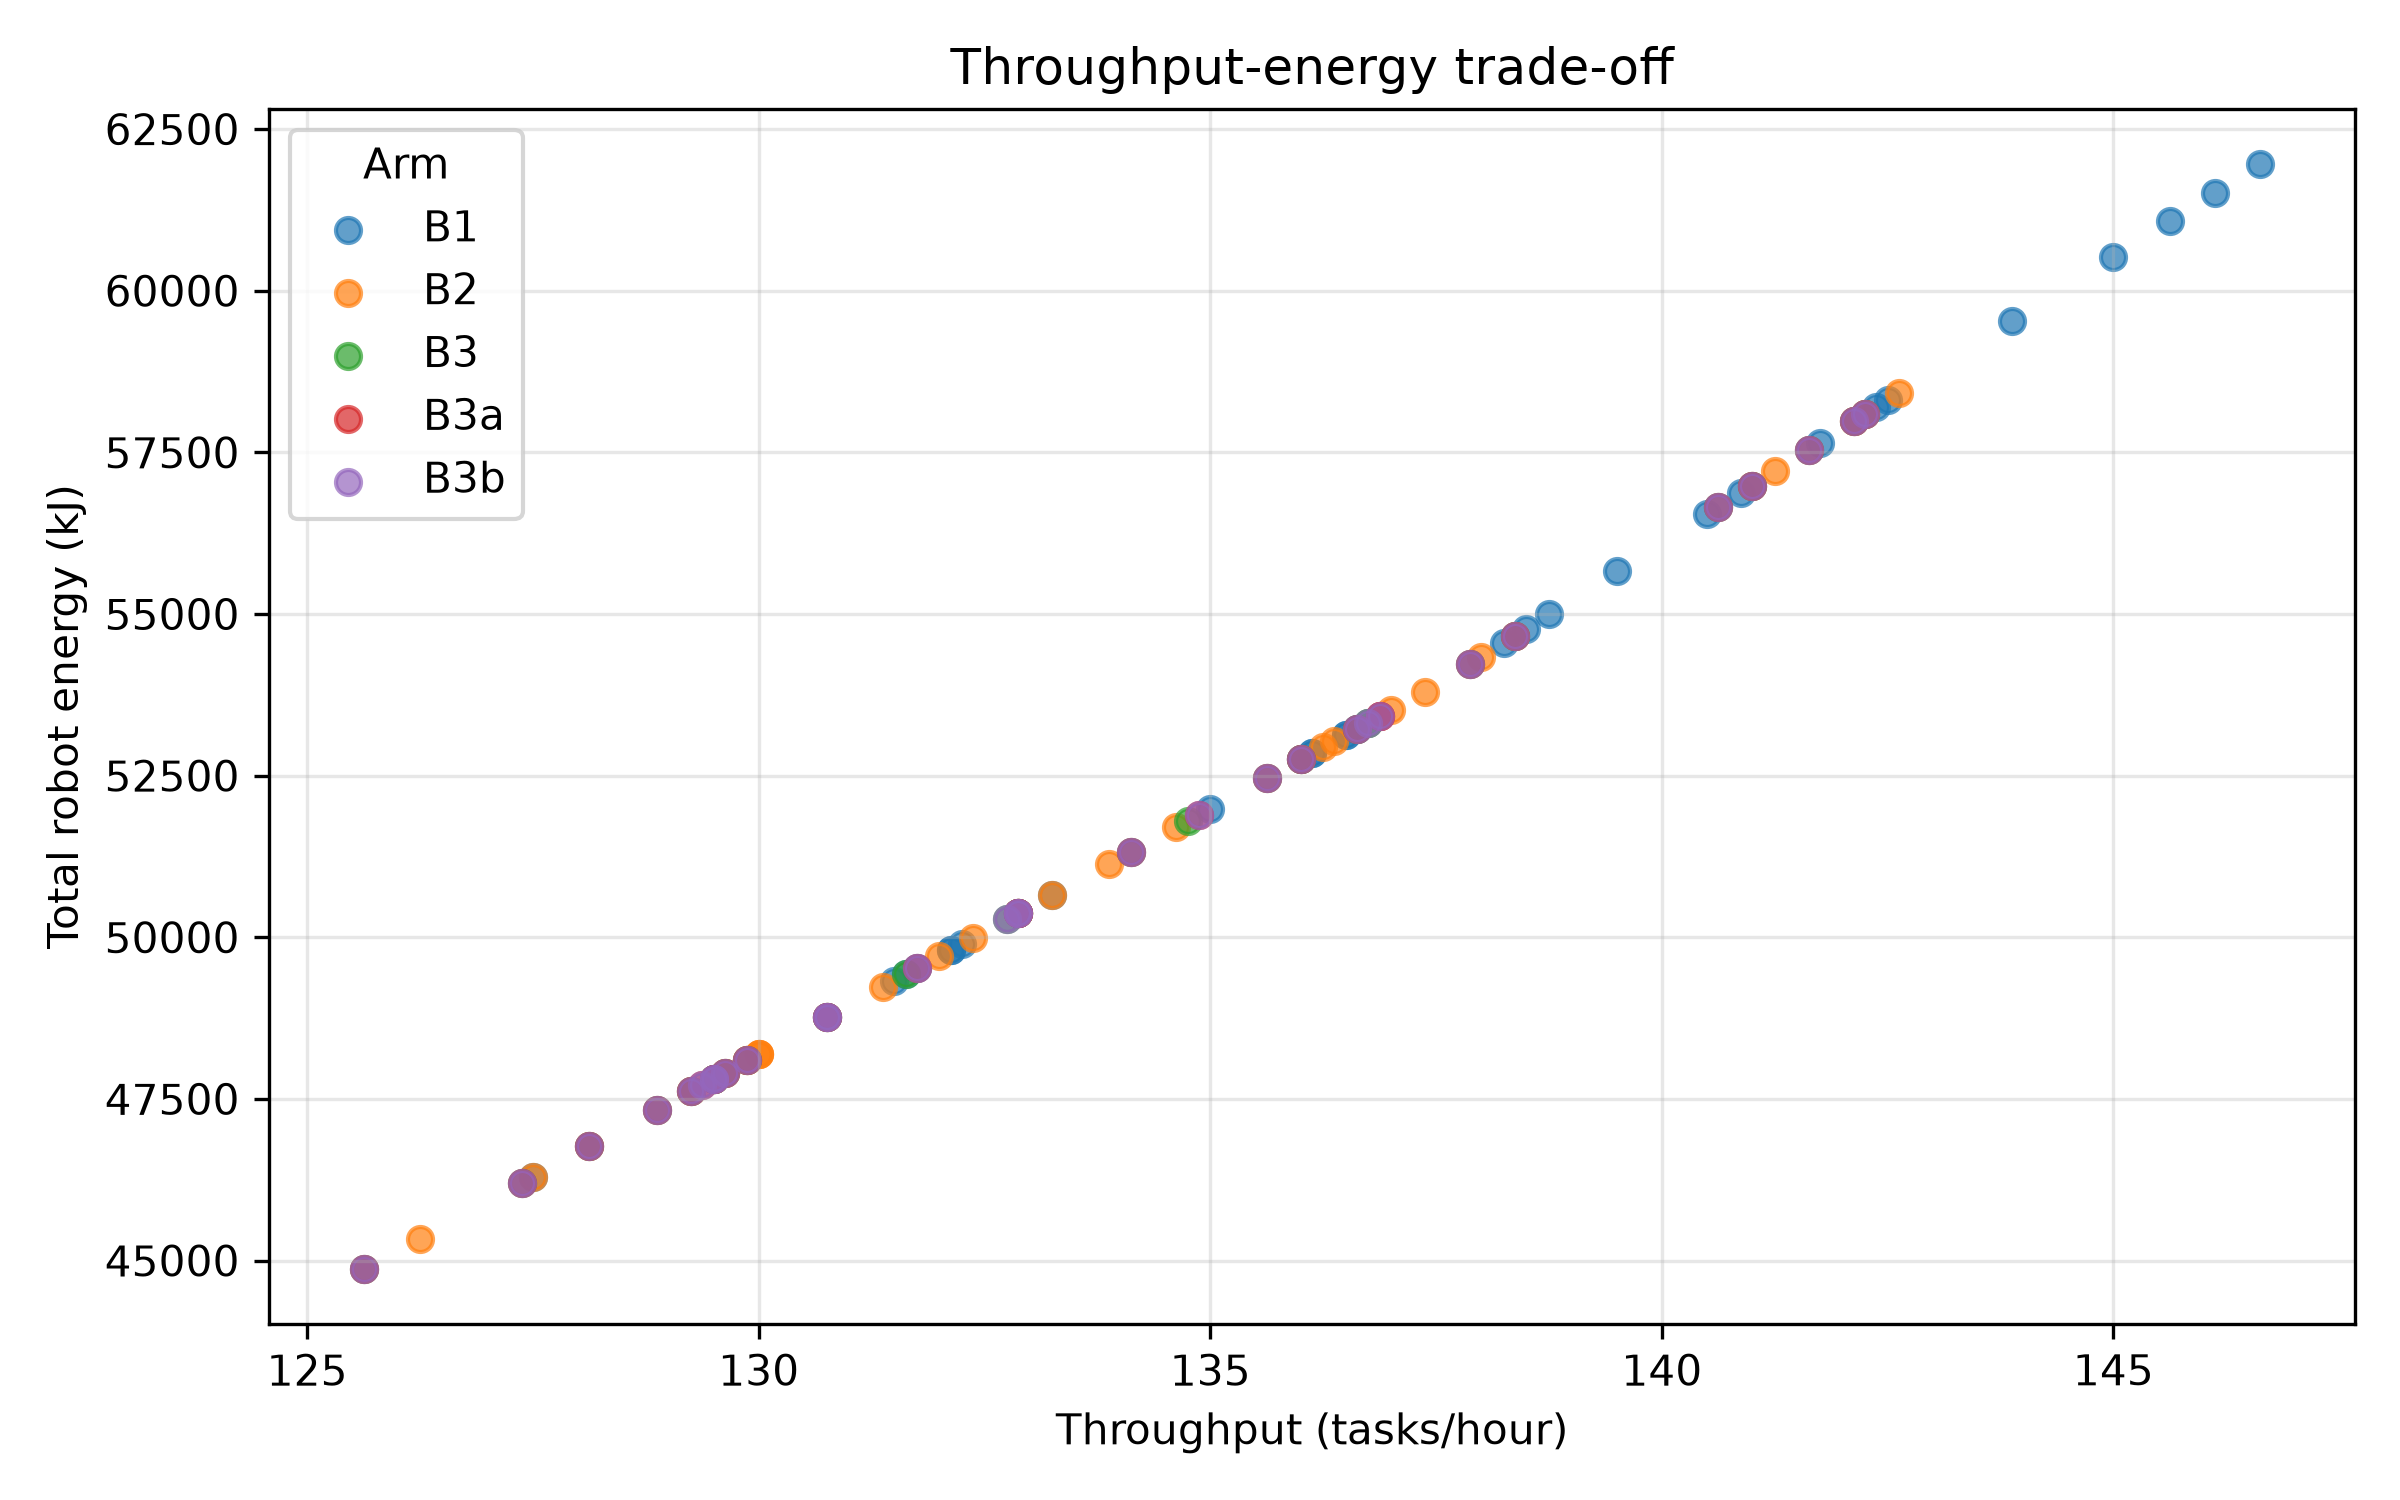 Throughput-energy trade-off
Total robot energy (kJ)
62500
60000
57500
55000
52500
50000
47500
45000
Arm
B1
B2
B3
B3a
B3b
125 130 135 140 145
Throughput (tasks/hour)